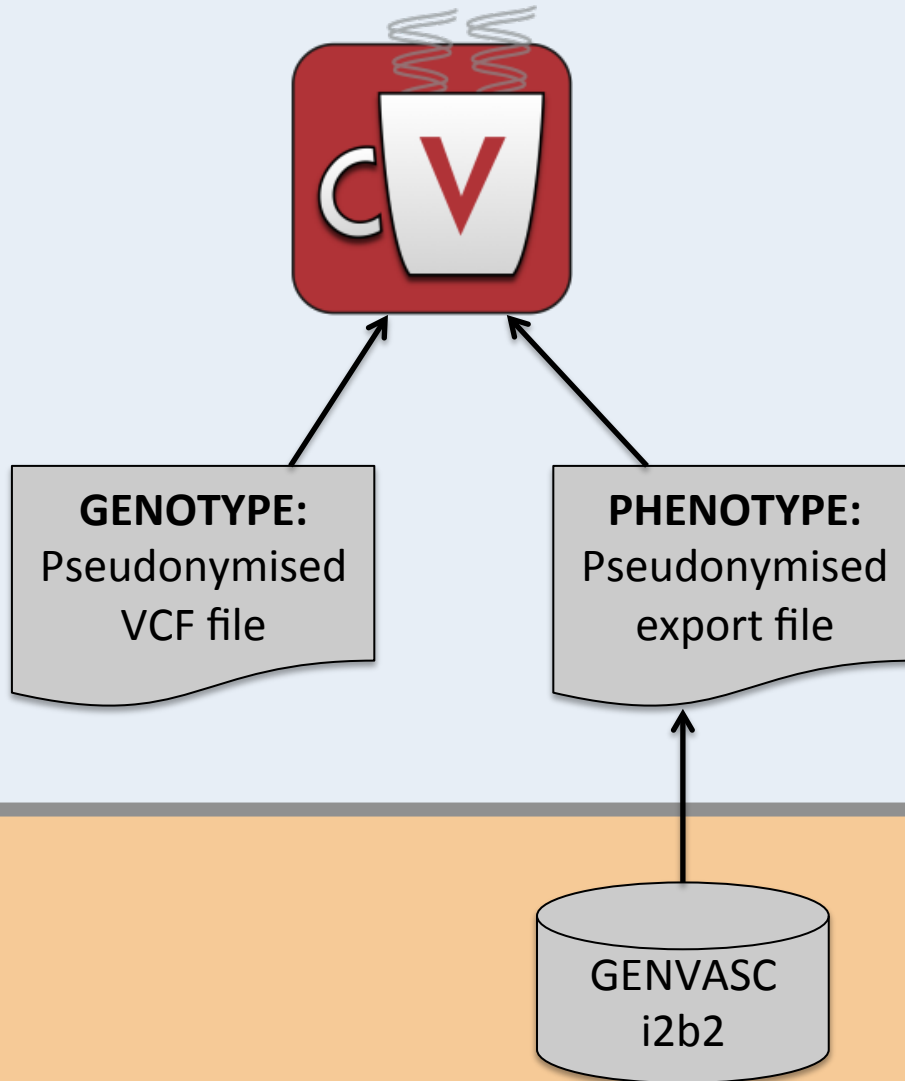 V
GENOTYPE:
Pseudonymised
VCF file
PHENOTYPE:
Pseudonymised
export file
GENVASC
i2b2